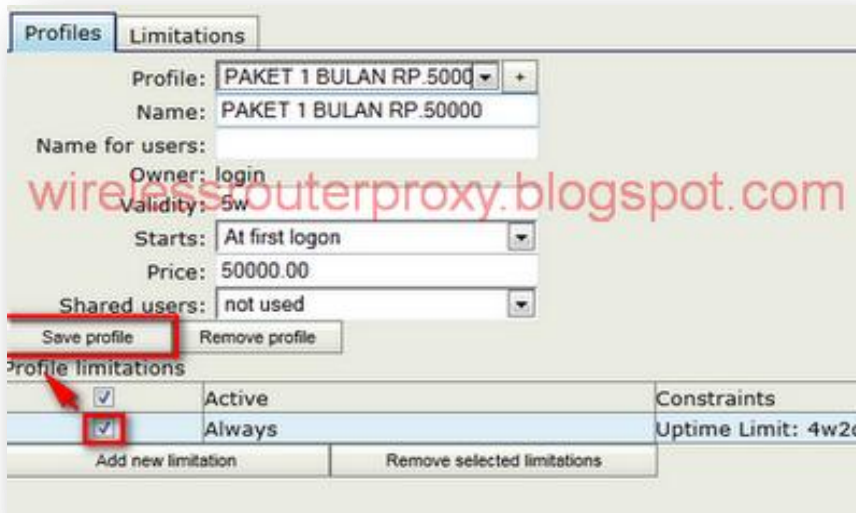 Profiles Limitations
Profile: PAKET 1 BULAN RP.5000 +
Name: PAKET 1 BULAN RP.50000
Name for users:
Owner: login
wirelessrouterproxy.blogspot.com
Validity: 5w
Starts: At first logon
Price: 50000.00
Shared users: not used
Save profile Remove profile
Profile limitations
Active Constraints
Always Uptime Limit: 4w2d
Add new limitation Remove selected limitations